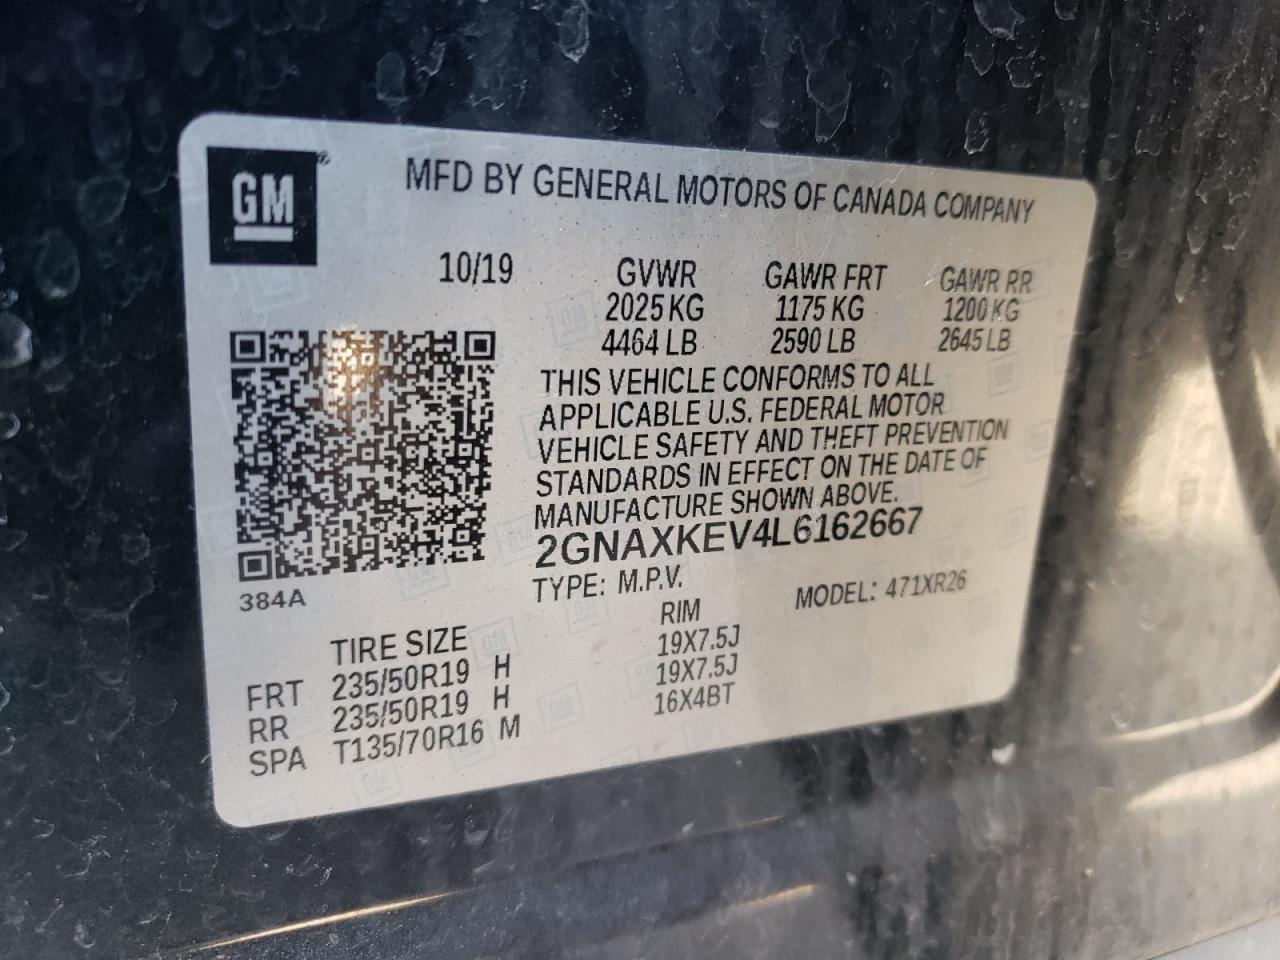 GM ®
MFD BY GENERAL MOTORS OF CANADA COMPANY
10/19 GVWR GAWR FRT GAWR RR
2025 KG 1175 KG 1200 KG
4464 LB 2590 LB 2645 LB
THIS VEHICLE CONFORMS TO ALL
APPLICABLE U.S. FEDERAL MOTOR
VEHICLE SAFETY AND THEFT PREVENTION
STANDARDS IN EFFECT ON THE DATE OF
MANUFACTURE SHOWN ABOVE.
2GNAXKEV4L6162667
TYPE: M.P.V. MODEL: 471XR26
384A
TIRE SIZE RIM
FRT 235/50R19 H 19X7.5J
RR 235/50R19 H 19X7.5J
SPA T135/70R16 M 16X4BT